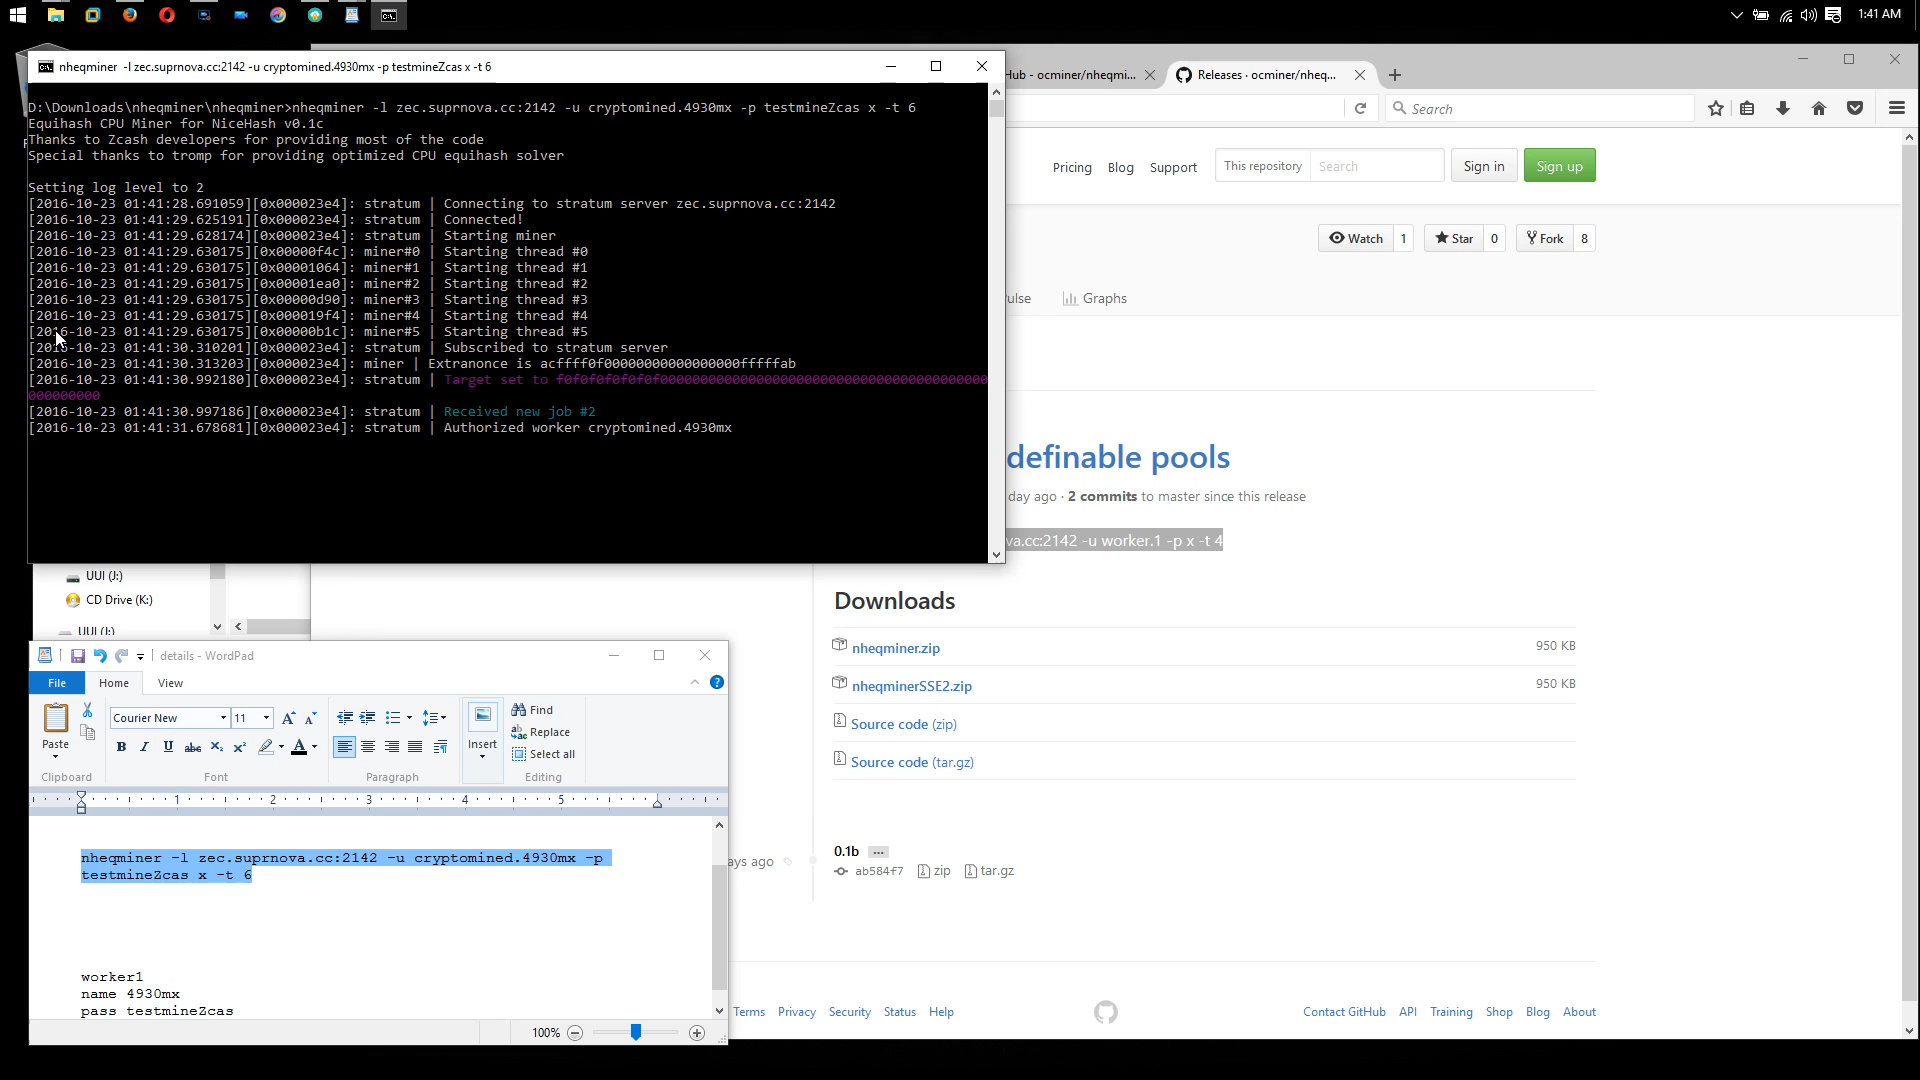 1:41 AM
nheqminer -l zec.suprnova.cc:2142 -u cryptomined.4930mx -p testmineZcas x -t 6
D:\Downloads\nheqminer\nheqminer>nheqminer -l zec.suprnova.cc:2142 -u cryptomined.4930mx -p testmineZcas x -t 6
Equihash CPU Miner for NiceHash v0.1c
Thanks to Zcash developers for providing most of the code
Special thanks to tromp for providing optimized CPU equihash solver
Setting log level to 2
[2016-10-23 01:41:28.691059][0x000023e4]: stratum | Connecting to stratum server zec.suprnova.cc:2142
[2016-10-23 01:41:29.625191][0x000023e4]: stratum | Connected!
[2016-10-23 01:41:29.628174][0x000023e4]: stratum | Starting miner
[2016-10-23 01:41:29.630175][0x00000f4c]: miner#0 | Starting thread #0
[2016-10-23 01:41:29.630175][0x00001064]: miner#1 | Starting thread #1
[2016-10-23 01:41:29.630175][0x00001ea0]: miner#2 | Starting thread #2
[2016-10-23 01:41:29.630175][0x00000d90]: miner#3 | Starting thread #3
[2016-10-23 01:41:29.630175][0x000019f4]: miner#4 | Starting thread #4
[2016-10-23 01:41:29.630175][0x00000b1c]: miner#5 | Starting thread #5
[2016-10-23 01:41:30.310201][0x000023e4]: stratum | Subscribed to stratum server
[2016-10-23 01:41:30.313203][0x000023e4]: miner | Extranonce is
[2016-10-23 01:41:30.992180][0x000023e4]: stratum | Target set to
000000000
[2016-10-23 01:41:30.997186][0x000023e4]: stratum | Received new job #2
[2016-10-23 01:41:31.678681][0x000023e4]: stratum | Authorized worker cryptomined.4930mx
Hub - ocminer/nheqmi...
Releases · ocminer/nheq...
Search
Pricing Blog Support
This repository Search
Sign in
Sign up
Watch 1
Star 0
Fork 8
ulse
Graphs
definable pools
day ago · 2 commits to master since this release
va.cc:2142 -u worker.1 -p x -t 4
Downloads
nheqminer.zip 950 KB
nheqminerSSE2.zip 950 KB
Source code (zip)
Source code (tar.gz)
ays ago
0.1b ...
ab584f7 zip tar.gz
Terms Privacy Security Status Help
Contact GitHub API Training Shop Blog About
UUI (J:)
CD Drive (K:)
UUI (J:)
details - WordPad
File Home View
Paste
Clipboard
Courier New 11
B I U abc X₂ X²
A
Font
Paragraph
Insert
Find
Replace
Select all
Editing
1 2 3 4 5
nheqminer -l zec.suprnova.cc:2142 -u cryptomined.4930mx -p
testmineZcas x -t 6
worker1
name 4930mx
pass testmineZcas
100%